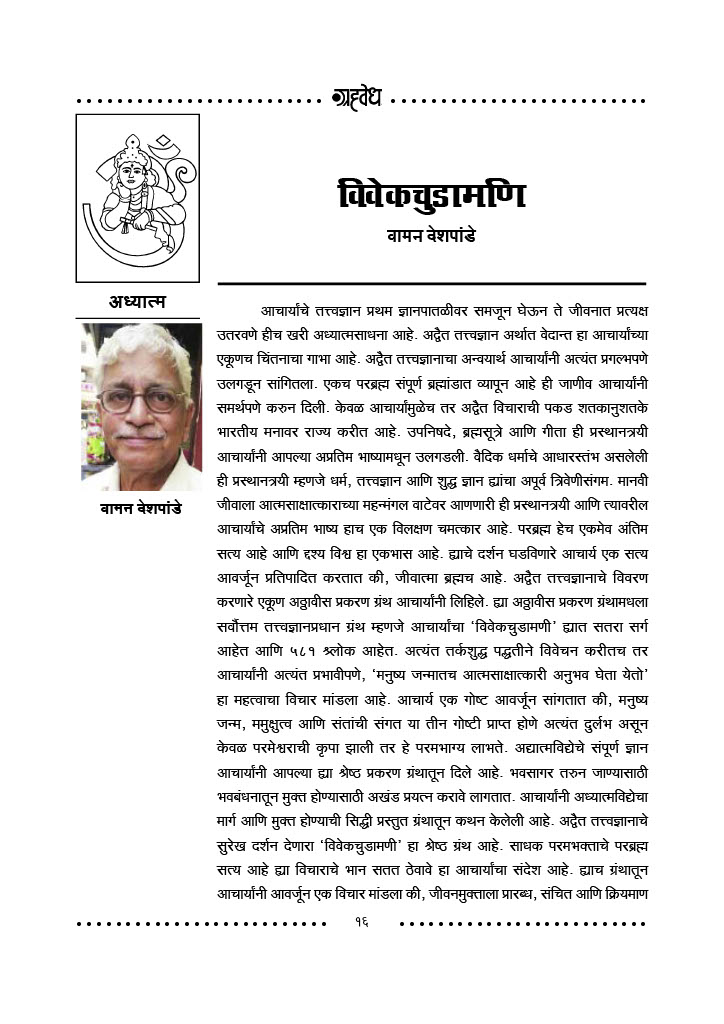 ग्रहवेध
विवेकचुडामणि
वामन वेशपांडे
अध्यात्म
वामन वेशपांडे
आचार्यांचे तत्त्वज्ञान प्रथम ज्ञानपातळीवर समजून घेऊन ते जीवनात प्रत्यक्ष
उतरवणे हीच खरी अध्यात्मसाधना आहे. अद्वैत तत्त्वज्ञान अर्थात वेदान्त हा आचार्यांच्या
एकूणच चिंतनाचा गाभा आहे. अद्वैत तत्त्वज्ञानाचा अन्वयार्थ आचार्यांनी अत्यंत प्रगल्भपणे
उलगडून सांगितला. एकच परब्रह्म संपूर्ण ब्रह्मांडात व्यापून आहे ही जाणीव आचार्यांनी
समर्थपणे करुन दिली. केवळ आचार्यांमुळेच तर अद्वैत विचाराची पकड शतकानुशतके
भारतीय मनावर राज्य करीत आहे. उपनिषदे, ब्रह्मसूत्रे आणि गीता ही प्रस्थानत्रयी
आचार्यांनी आपल्या अप्रतिम भाष्यामधून उलगडली. वैदिक धर्माचे आधारस्तंभ असलेली
ही प्रस्थानत्रयी म्हणजे धर्म, तत्त्वज्ञान आणि शुद्ध ज्ञान ह्यांचा अपूर्व त्रिवेणीसंगम. मानवी
जीवाला आत्मसाक्षात्काराच्या महन्मंगल वाटेवर आणणारी ही प्रस्थानत्रयी आणि त्यावरील
आचार्यांचे अप्रतिम भाष्य हाच एक विलक्षण चमत्कार आहे. परब्रह्म हेच एकमेव अंतिम
सत्य आहे आणि दृश्य विश्व हा एकभास आहे. ह्याचे दर्शन घडविणारे आचार्य एक सत्य
आवर्जून प्रतिपादित करतात की, जीवात्मा ब्रह्मच आहे. अद्वैत तत्त्वज्ञानाचे विवरण
करणारे एकूण अठ्ठावीस प्रकरण ग्रंथ आचार्यांनी लिहिले. ह्या अठ्ठावीस प्रकरण ग्रंथामधला
सर्वोत्तम तत्त्वज्ञानप्रधान ग्रंथ म्हणजे आचार्यांचा ‘विवेकचुडामणी’ ह्यात सतरा सर्ग
आहेत आणि ५८१ श्र्लोक आहेत. अत्यंत तर्कशुद्ध पद्धतीने विवेचन करीतच तर
आचार्यांनी अत्यंत प्रभावीपणे, ‘मनुष्य जन्मातच आत्मसाक्षात्कारी अनुभव घेता येतो’
हा महत्वाचा विचार मांडला आहे. आचार्य एक गोष्ट आवर्जून सांगतात की, मनुष्य
जन्म, ममुक्षुत्व आणि संतांची संगत या तीन गोष्टी प्राप्त होणे अत्यंत दुर्लभ असून
केवळ परमेश्वराची कृपा झाली तर हे परमभाग्य लाभते. अद्यात्मविद्येचे संपूर्ण ज्ञान
आचार्यांनी आपल्या ह्या श्रेष्ठ प्रकरण ग्रंथातून दिले आहे. भवसागर तरुन जाण्यासाठी
भवबंधनातून मुक्त होण्यासाठी अखंड प्रयत्न करावे लागतात. आचार्यांनी अध्यात्मविद्येचा
मार्ग आणि मुक्त होण्याची सिद्धी प्रस्तुत ग्रंथातून कथन केलेली आहे. अद्वैत तत्त्वज्ञानाचे
सुरेख दर्शन देणारा ‘विवेकचुडामणी’ हा श्रेष्ठ ग्रंथ आहे. साधक परमभक्ताचे परब्रह्म
सत्य आहे ह्या विचाराचे भान सतत ठेवावे हा आचार्यांचा संदेश आहे. ह्याच ग्रंथातून
आचार्यांनी आवर्जून एक विचार मांडला की, जीवनमुक्ताला प्रारब्ध, संचित आणि क्रियमाण
१६